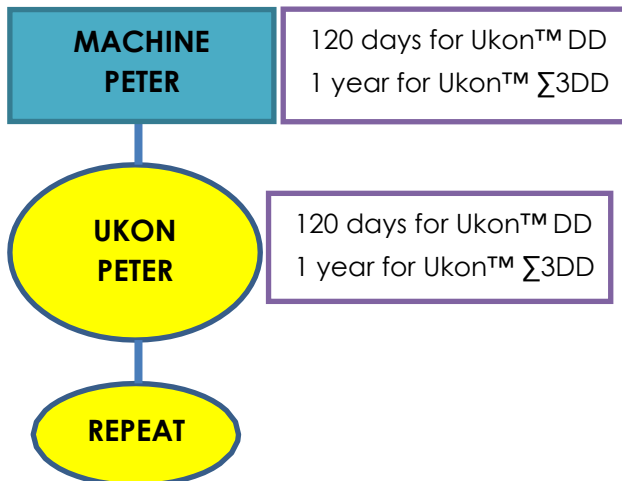 MACHINE
PETER
120 days for Ukon™ DD
1 year for Ukon™ ∑3DD
UKON
PETER
120 days for Ukon™ DD
1 year for Ukon™ ∑3DD
REPEAT